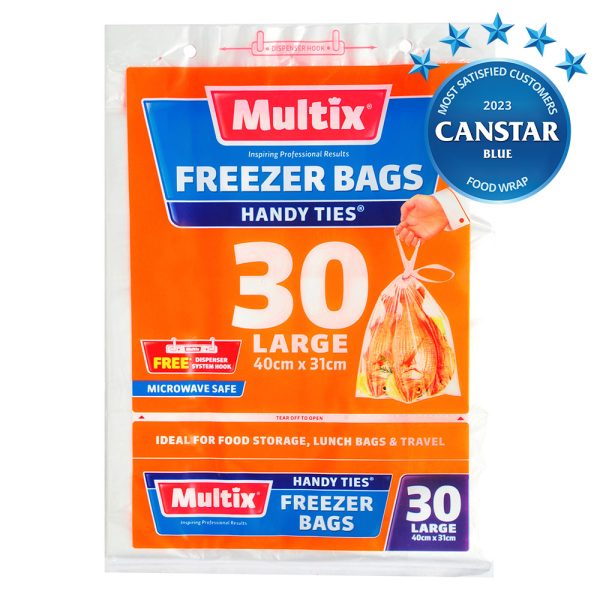 DISPENSER HOOK
MOST SATISFIED CUSTOMERS
2023
CANSTAR
BLUE
FOOD WRAP
Multix®
Inspiring Professional Results
FREEZER BAGS
HANDY TIES®
30
LARGE
40cm x 31cm
Multix
FREE* DISPENSER
SYSTEM HOOK
MICROWAVE SAFE
TEAR OFF TO OPEN
IDEAL FOR FOOD STORAGE, LUNCH BAGS & TRAVEL
Multix®
Inspiring Professional Results
HANDY TIES®
FREEZER
BAGS
30
LARGE
40cm x 31cm